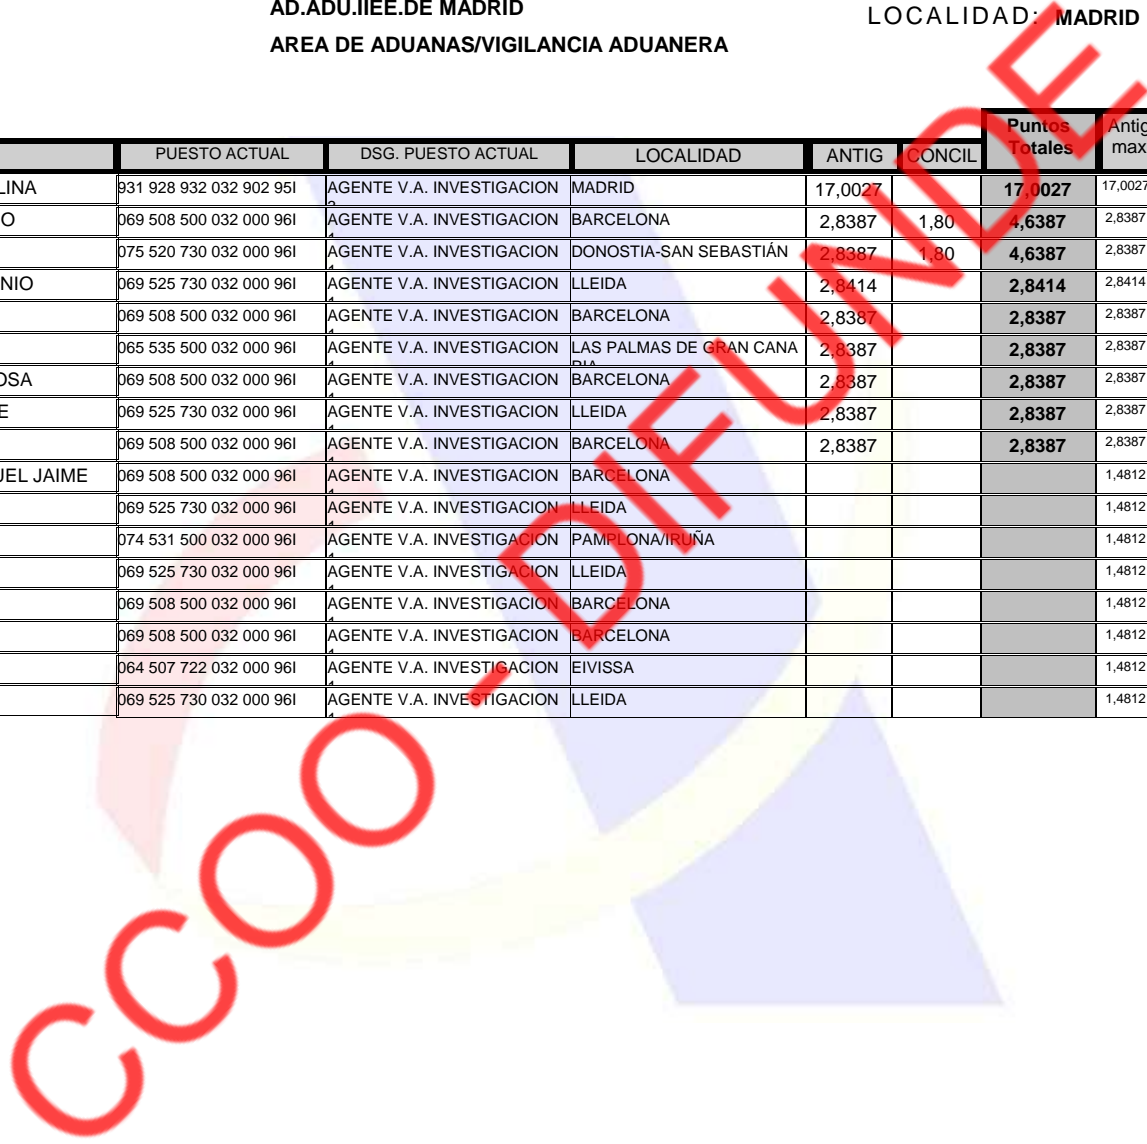 AD.ADU.IIEE.DE MADRID
LOCALIDAD: MADRID
AREA DE ADUANAS/VIGILANCIA ADUANERA
PUESTO ACTUAL DSG. PUESTO ACTUAL LOCALIDAD ANTIG CONCIL Puntos Totales Antig max
LINA 931 928 932 032 902 95I AGENTE V.A. INVESTIGACION MADRID 17,0027 17,0027 17,0027
O 069 508 500 032 000 96I AGENTE V.A. INVESTIGACION BARCELONA 2,8387 1,80 4,6387 2,8387
075 520 730 032 000 96I AGENTE V.A. INVESTIGACION DONOSTIA-SAN SEBASTIÁN 2,8387 1,80 4,6387 2,8387
NIO 069 525 730 032 000 96I AGENTE V.A. INVESTIGACION LLEIDA 2,8414 2,8414 2,8414
069 508 500 032 000 96I AGENTE V.A. INVESTIGACION BARCELONA 2,8387 2,8387 2,8387
065 535 500 032 000 96I AGENTE V.A. INVESTIGACION LAS PALMAS DE GRAN CANA 2,8387 2,8387 2,8387
OSA 069 508 500 032 000 96I AGENTE V.A. INVESTIGACION BARCELONA 2,8387 2,8387 2,8387
E 069 525 730 032 000 96I AGENTE V.A. INVESTIGACION LLEIDA 2,8387 2,8387 2,8387
069 508 500 032 000 96I AGENTE V.A. INVESTIGACION BARCELONA 2,8387 2,8387 2,8387
UEL JAIME 069 508 500 032 000 96I AGENTE V.A. INVESTIGACION BARCELONA 1,4812
069 525 730 032 000 96I AGENTE V.A. INVESTIGACION LLEIDA 1,4812
074 531 500 032 000 96I AGENTE V.A. INVESTIGACION PAMPLONA/IRUÑA 1,4812
069 525 730 032 000 96I AGENTE V.A. INVESTIGACION LLEIDA 1,4812
069 508 500 032 000 96I AGENTE V.A. INVESTIGACION BARCELONA 1,4812
069 508 500 032 000 96I AGENTE V.A. INVESTIGACION BARCELONA 1,4812
064 507 722 032 000 96I AGENTE V.A. INVESTIGACION EIVISSA 1,4812
069 525 730 032 000 96I AGENTE V.A. INVESTIGACION LLEIDA 1,4812
CCOO - DIFUNDE